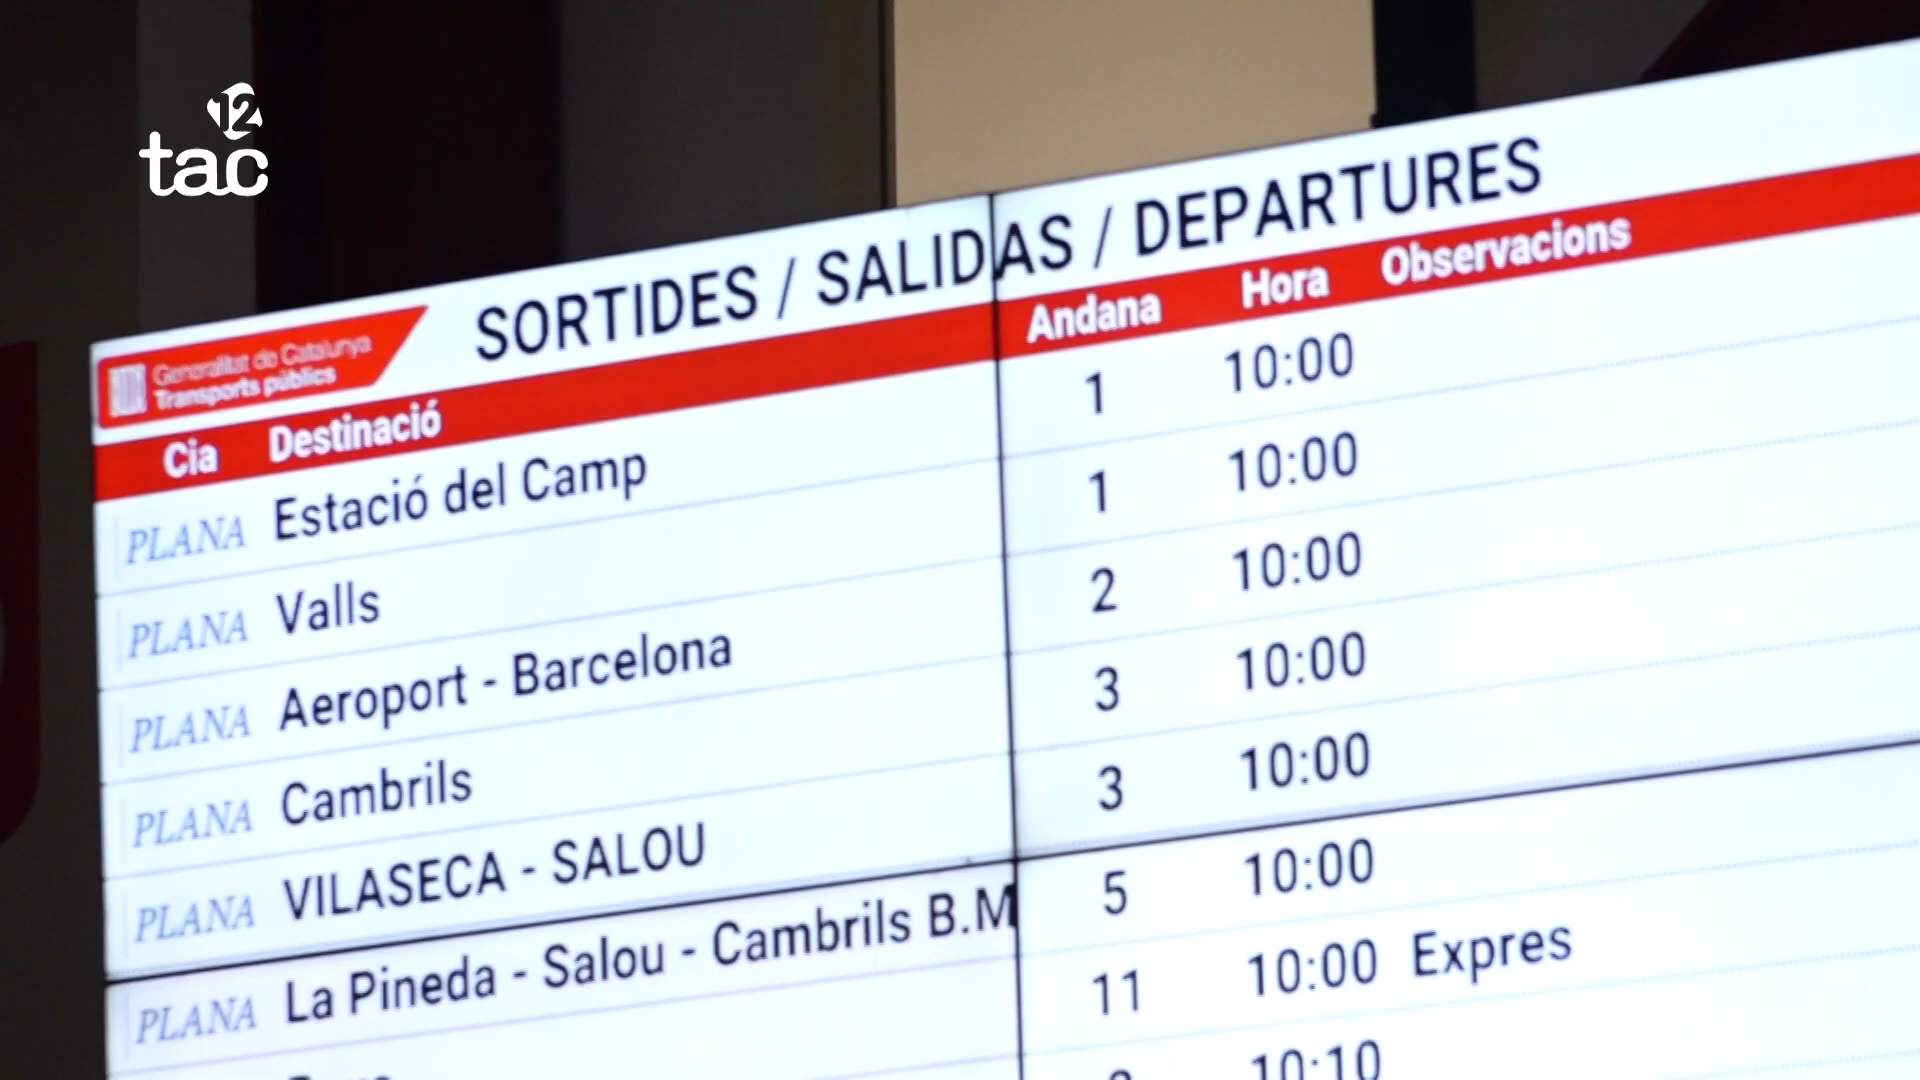 12
tac
SORTIDES / SALIDAS / DEPARTURES
Generalitat de Catalunya
Transports públics
Cia Destinació Andana Hora Observacions
PLANA Estació del Camp 1 10:00
PLANA Valls 1 10:00
PLANA Aeroport - Barcelona 2 10:00
PLANA Cambrils 3 10:00
PLANA VILASECA - SALOU 3 10:00
PLANA La Pineda - Salou - Cambrils B.M 5 10:00
11 10:00 Expres
10:10